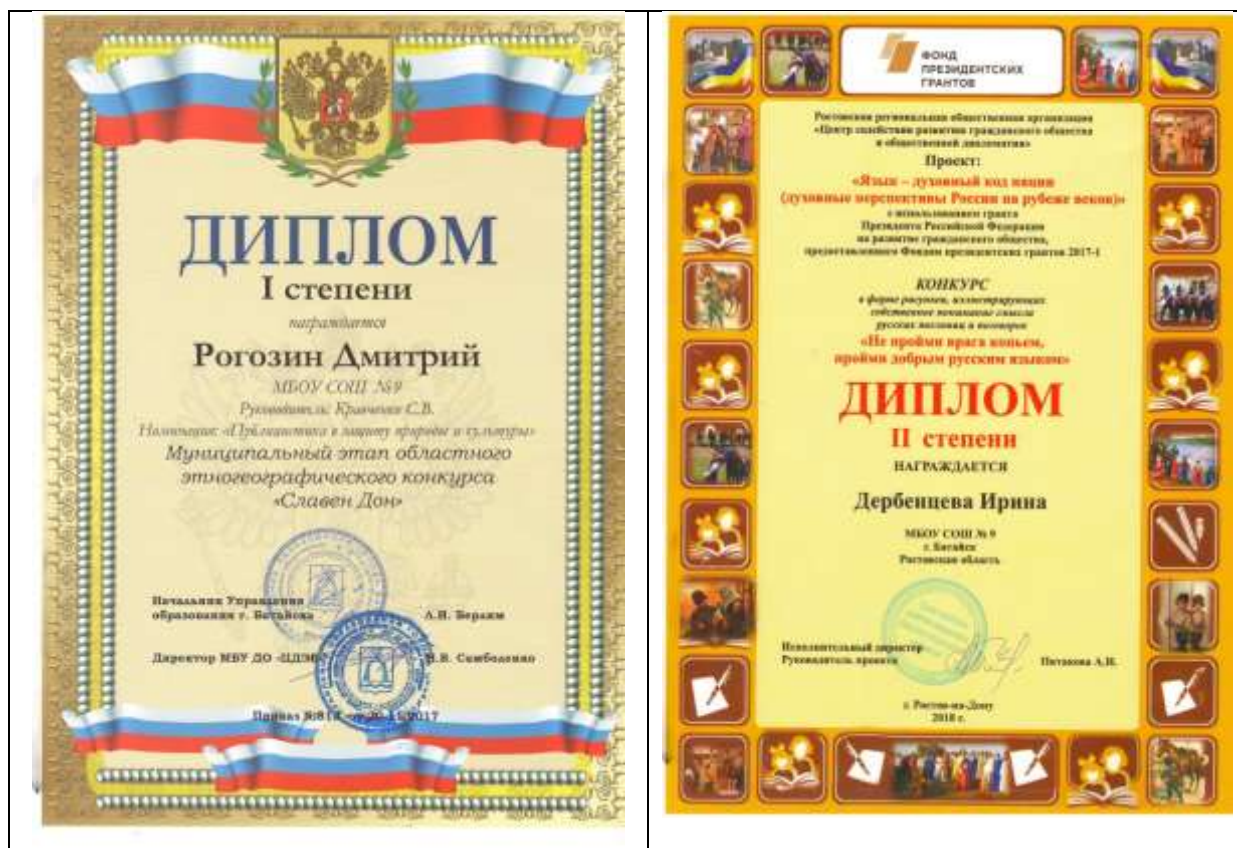 ДИПЛОМ
I степени
награждается
Рогозин Дмитрий
МБОУ СОШ №9
Руководитель: Кравченко С.В.
Номинация: «Публицистика в защиту природы и культуры»
Муниципальный этап областного
этногеографического конкурса
«Славен Дон»
Начальник Управления
образования г. Батайска
Л.И. Берлим
Директор МБУ ДО
Приказ
2017
ФОНД
ПРЕЗИДЕНТСКИХ
ГРАНТОВ
Ростовская региональная общественная организация
«Центр содействия развитию гражданского общества
и общественной дипломатии»
Проект:
«Язык – духовный код нации
(духовные перспективы России на рубеже веков)»
с использованием гранта
Президента Российской Федерации
на развитие гражданского общества,
предоставленного Фондом президентских грантов 2017-1
КОНКУРС
в форме рисунков, иллюстрирующих
собственное понимание смысла
русских пословиц и поговорок
«Не пройми врага копьем,
пройми добрым русским языком»
ДИПЛОМ
II степени
НАГРАЖДАЕТСЯ
Дербенцева Ирина
МБОУ СОШ № 9
г. Батайск
Ростовская область
Исполнительный директор
Руководитель проекта
А.И.
г. Ростов-на-Дону
2018 г.